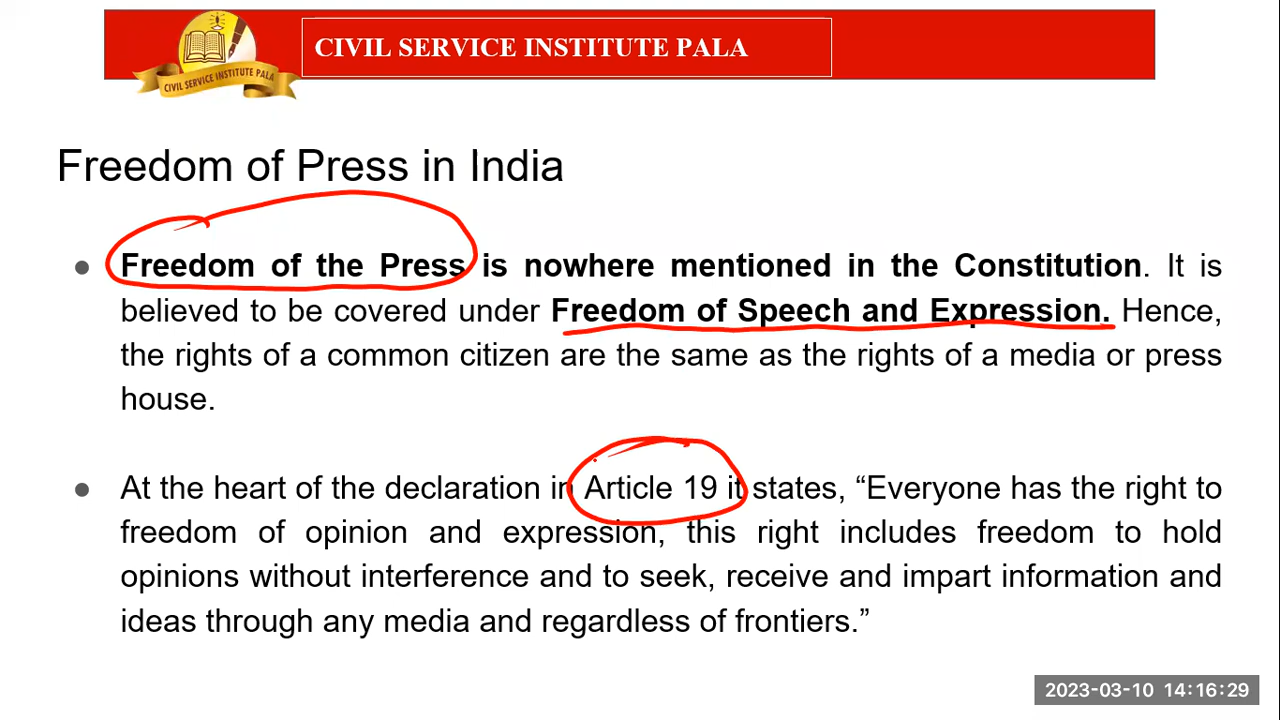 CIVIL SERVICE INSTITUTE PALA
CIVIL SERVICE INSTITUTE PALA
Freedom of Press in India
● Freedom of the Press is nowhere mentioned in the Constitution. It is
believed to be covered under Freedom of Speech and Expression. Hence,
the rights of a common citizen are the same as the rights of a media or press
house.
● At the heart of the declaration in Article 19 it states, “Everyone has the right to
freedom of opinion and expression, this right includes freedom to hold
opinions without interference and to seek, receive and impart information and
ideas through any media and regardless of frontiers.”
2023-03-10 14:16:29